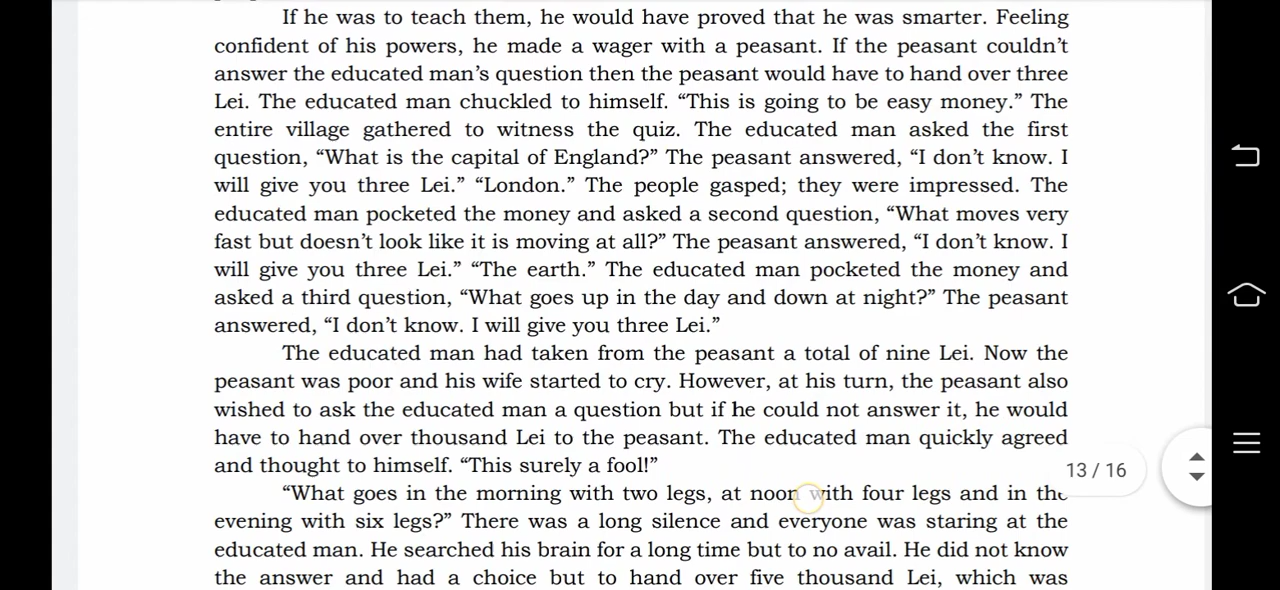 If he was to teach them, he would have proved that he was smarter. Feeling
confident of his powers, he made a wager with a peasant. If the peasant couldn’t
answer the educated man’s question then the peasant would have to hand over three
Lei. The educated man chuckled to himself. “This is going to be easy money.” The
entire village gathered to witness the quiz. The educated man asked the first
question, “What is the capital of England?” The peasant answered, “I don’t know. I
will give you three Lei.” “London.” The people gasped; they were impressed. The
educated man pocketed the money and asked a second question, “What moves very
fast but doesn’t look like it is moving at all?” The peasant answered, “I don’t know. I
will give you three Lei.” “The earth.” The educated man pocketed the money and
asked a third question, “What goes up in the day and down at night?” The peasant
answered, “I don’t know. I will give you three Lei.”
The educated man had taken from the peasant a total of nine Lei. Now the
peasant was poor and his wife started to cry. However, at his turn, the peasant also
wished to ask the educated man a question but if he could not answer it, he would
have to hand over thousand Lei to the peasant. The educated man quickly agreed
and thought to himself. “This surely a fool!”
13 / 16
“What goes in the morning with two legs, at noon with four legs and in the
evening with six legs?” There was a long silence and everyone was staring at the
educated man. He searched his brain for a long time but to no avail. He did not know
the answer and had a choice but to hand over five thousand Lei, which was